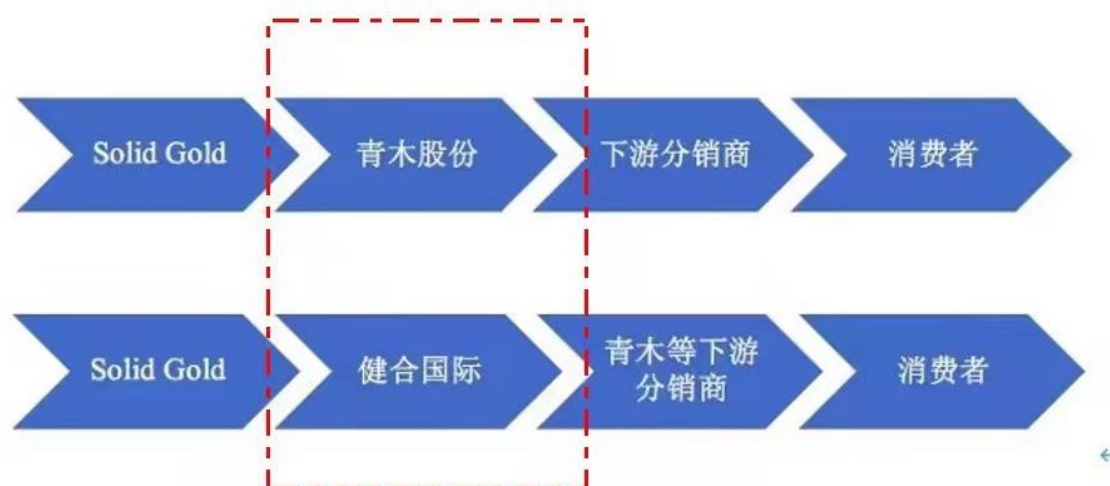 Solid Gold
青木股份
下游分销商
消费者
Solid Gold
健合国际
青木等下游
分销商
消费者